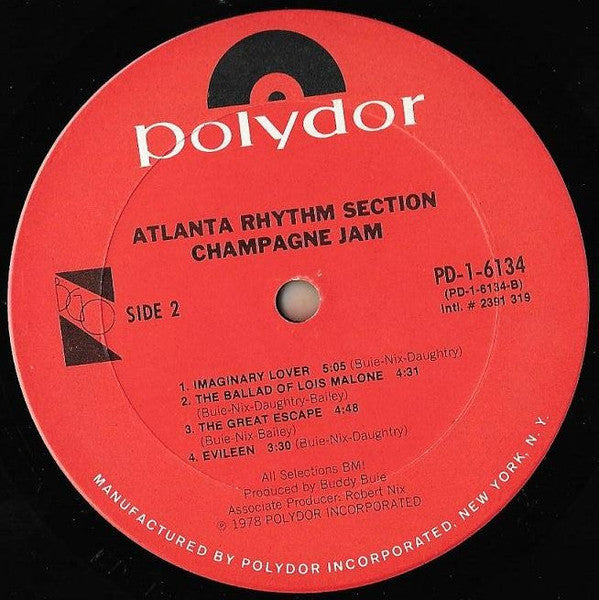 polydor
ATLANTA RHYTHM SECTION
CHAMPAGNE JAM
SIDE 2
PD-1-6134
(PD-1-6134-B)
Intl. # 2391 319
1. IMAGINARY LOVER 5:05 (Buie-Nix-Daughtry)
2. THE BALLAD OF LOIS MALONE 4:31
(Buie-Nix-Daughtry-Bailey)
3. THE GREAT ESCAPE 4:48
(Buie-Nix-Bailey)
4. EVILEEN 3:30 (Buie-Nix-Daughtry)
All Selections BMI
Produced by Buddy Buie
Associate Producer: Robert Nix
℗ 1978 POLYDOR INCORPORATED
MANUFACTURED BY POLYDOR INCORPORATED, NEW YORK, N.Y.